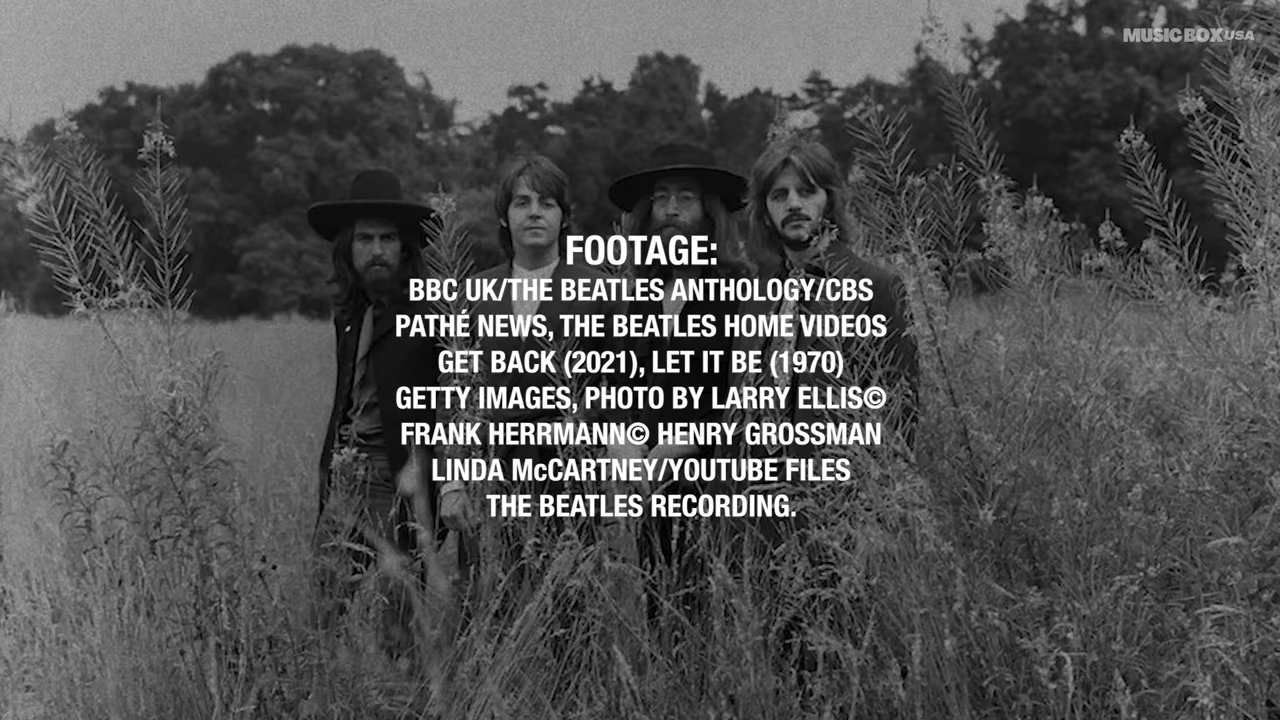 MUSIC BOX USA
FOOTAGE:
BBC UK/THE BEATLES ANTHOLOGY/CBS
PATHÉ NEWS, THE BEATLES HOME VIDEOS
GET BACK (2021), LET IT BE (1970)
GETTY IMAGES, PHOTO BY LARRY ELLIS©
FRANK HERRMANN© HENRY GROSSMAN
LINDA McCARTNEY/YOUTUBE FILES
THE BEATLES RECORDING.